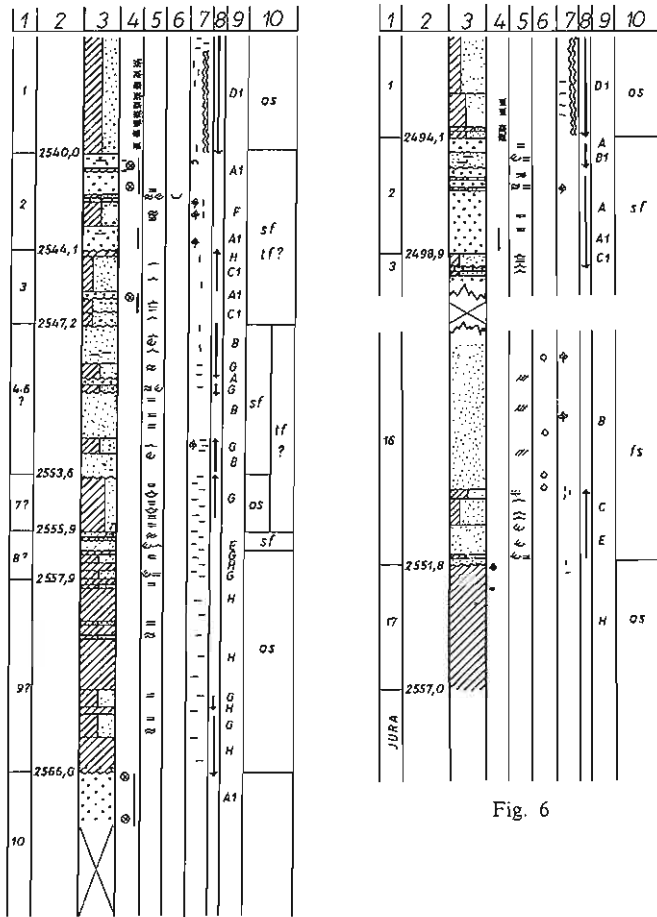 1 2 3 4 5 6 7 8 9 10
1 D1 os
2540,0
A1
2 F sf
A1 tf?
2544,1
H
C1
3 A1
C1
2547,2
B
G
A
4-6 G sf
? B tf
G ?
B
2553,6
7? G os
2555,9
sf
8? G
H
2557,9 G
H
os
9? H
G
H
G
H
2566,0
A1
10
1 2 3 4 5 6 7 8 9 10
1 D1 os
2494,1
A
B1
2 A sf
A1
2498,9
3 C1
16 B fs
C
E
2551,8
17 H os
2557,0
JURA
Fig. 6